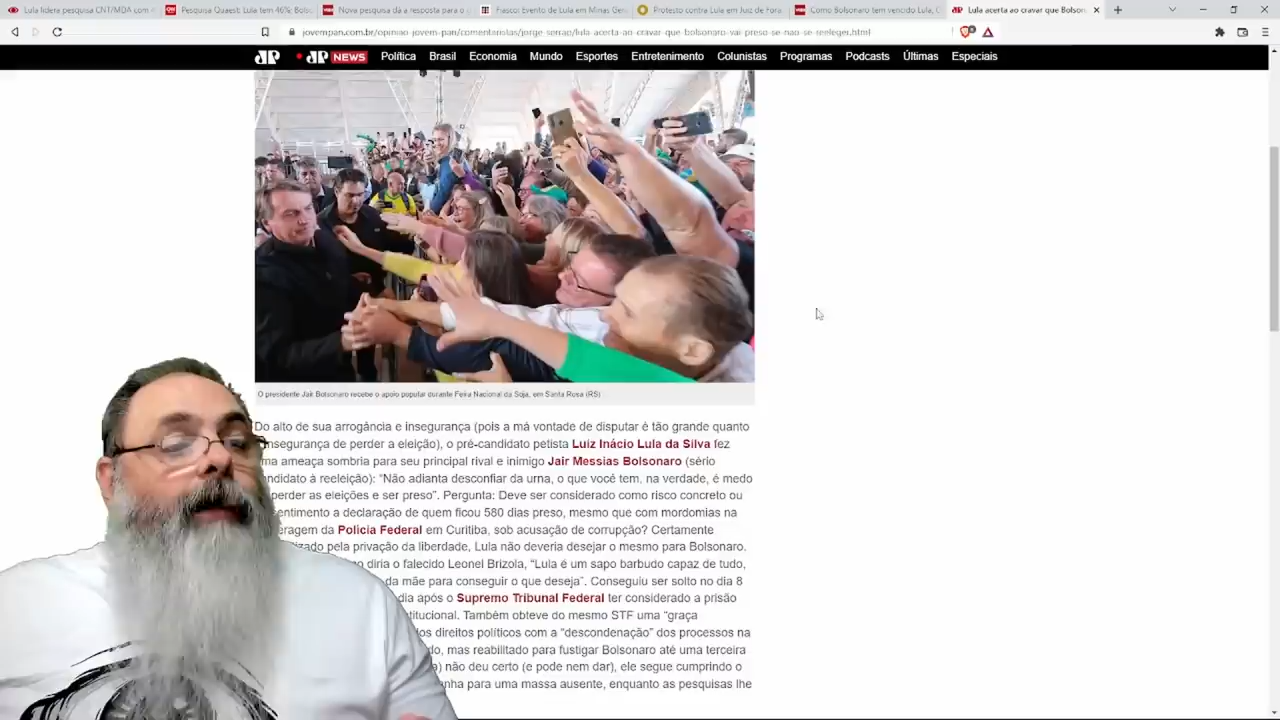 Lula lidera pesquisa CNT/MDA com 4
Pesquisa Quaest: Lula tem 46%; Bols
Nova pesquisa dá a resposta para o q
Fiasco: Evento de Lula em Minas Ger
Protesto contra Lula em Juiz de Fora
Como Bolsonaro tem vencido Lula, C
Lula acerta ao cravar que Bolson
jovempan.com.br/opiniao-jovem-pan/comentaristas/jorge-serrao/lula-acerta-ao-cravar-que-bolsonaro-vai-preso-se-nao-se-reeleger.html
JP JP NEWS Política Brasil Economia Mundo Esportes Entretenimento Colunistas Programas Podcasts Últimas Especiais
O presidente Jair Bolsonaro recebe o apoio popular durante Feira Nacional da Soja, em Santa Rosa (RS)
Do alto de sua arrogância e insegurança (pois a má vontade de disputar é tão grande quanto
insegurança de perder a eleição), o pré-candidato petista Luiz Inácio Lula da Silva fez
ma ameaça sombria para seu principal rival e inimigo Jair Messias Bolsonaro (sério
ndidato à reeleição): “Não adianta desconfiar da urna, o que você tem, na verdade, é medo
perder as eleições e ser preso”. Pergunta: Deve ser considerado como risco concreto ou
sentimento a declaração de quem ficou 580 dias preso, mesmo que com mordomias na
eragem da Polícia Federal em Curitiba, sob acusação de corrupção? Certamente
izado pela privação da liberdade, Lula não deveria desejar o mesmo para Bolsonaro.
o diria o falecido Leonel Brizola, “Lula é um sapo barbudo capaz de tudo,
da mãe para conseguir o que deseja”. Conseguiu ser solto no dia 8
dia após o Supremo Tribunal Federal ter considerado a prisão
titucional. Também obteve do mesmo STF uma “graça
os direitos políticos com a “descondenação” dos processos na
do, mas reabilitado para fustigar Bolsonaro até uma terceira
) não deu certo (e pode nem dar), ele segue cumprindo o
nha para uma massa ausente, enquanto as pesquisas lhe